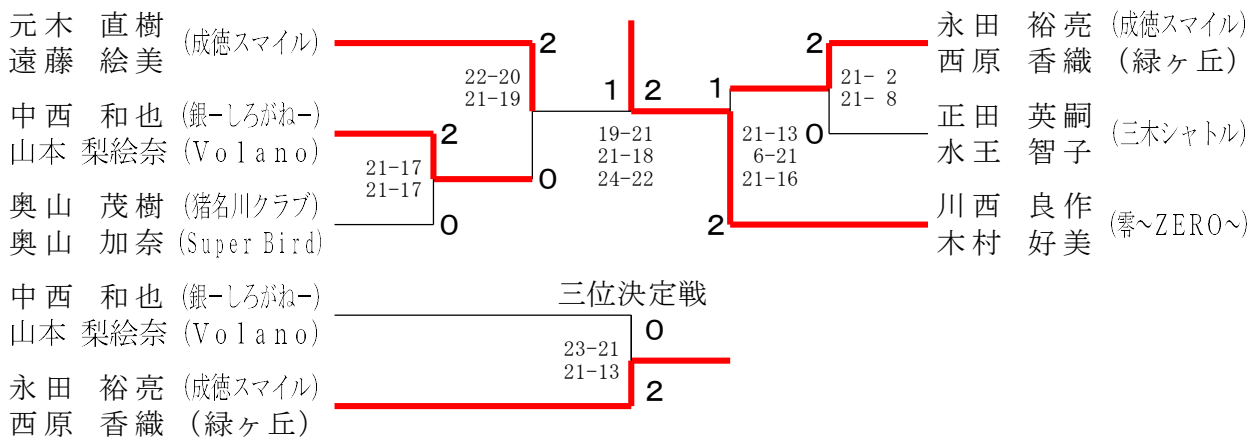 元木 直樹 (成徳スマイル)
遠藤 絵美
中西 和也 (銀ーしろがねー)
山本 梨絵奈 (Volano)
奥山 茂樹 (猪名川クラブ)
奥山 加奈 (Super Bird)
2
22-20
21-19
2
21-17
21-17
0
0
1 2
19-21
21-18
24-22
1
21-13
6-21
21-16
2
2
21- 2
21- 8
0
永田 裕亮 (成徳スマイル)
西原 香織 (緑ヶ丘)
正田 英嗣 (三木シャトル)
水王 智子
川西 良作 (零~ZERO~)
木村 好美
三位決定戦
中西 和也 (銀ーしろがねー)
山本 梨絵奈 (Volano)
永田 裕亮 (成徳スマイル)
西原 香織 (緑ヶ丘)
0
23-21
21-13
2